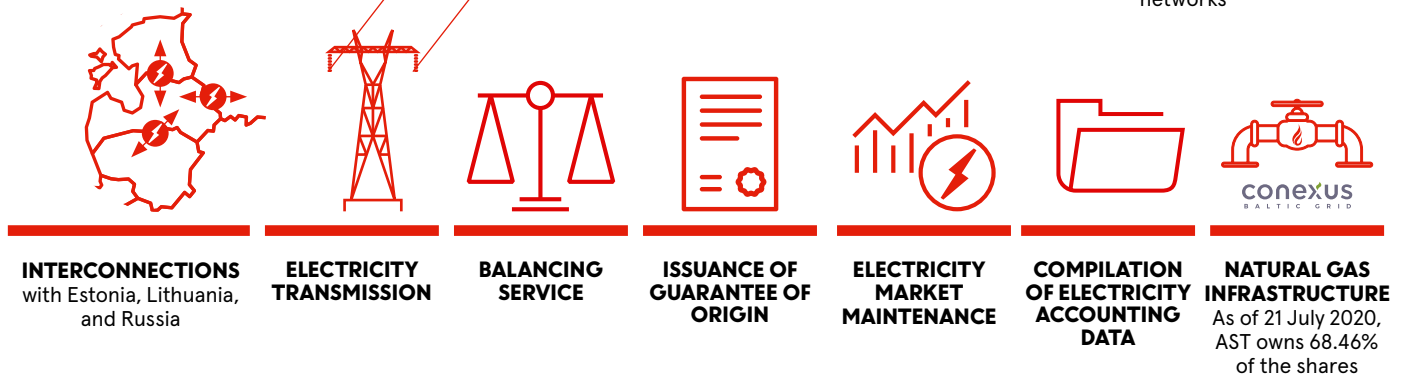 networks
conexus
BALTIC GRID
INTERCONNECTIONS
with Estonia, Lithuania,
and Russia
ELECTRICITY
TRANSMISSION
BALANCING
SERVICE
ISSUANCE OF
GUARANTEE OF
ORIGIN
ELECTRICITY
MARKET
MAINTENANCE
COMPILATION
OF ELECTRICITY
ACCOUNTING
DATA
NATURAL GAS
INFRASTRUCTURE
As of 21 July 2020,
AST owns 68.46%
of the shares